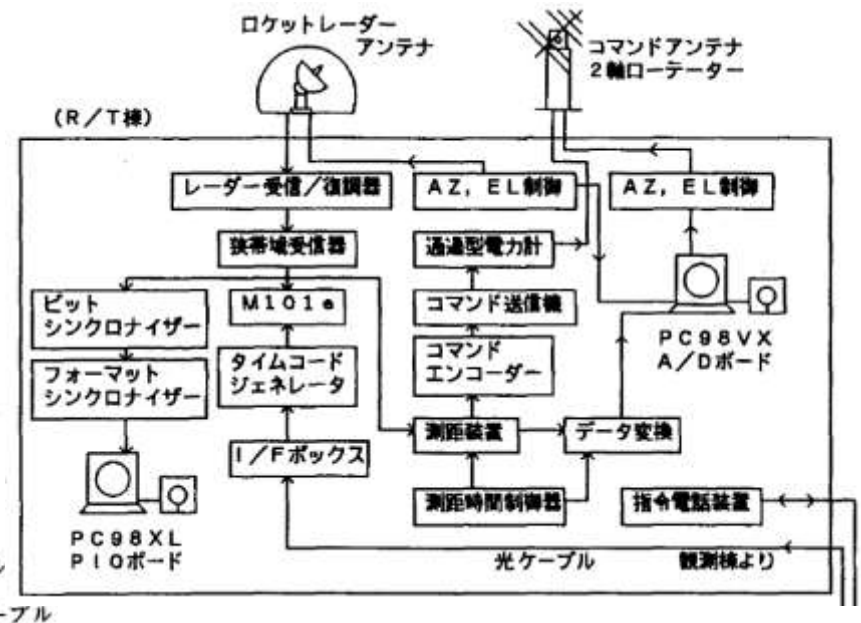 ロケットレーダー
アンテナ
コマンドアンテナ
2軸ローテーター
(R/T棟)
レーダー受信/復調器
AZ, EL制御
AZ, EL制御
狭帯域受信器
通過型電力計
ビット
シンクロナイザー
M101e
コマンド送信機
PC98VX
A/Dボード
フォーマット
シンクロナイザー
タイムコード
ジェネレータ
コマンド
エンコーダー
I/Fボックス
測距装置
データ変換
測距時間制御器
指令電話装置
PC98XL
PIOボード
光ケーブル
観測棟より
ーブル